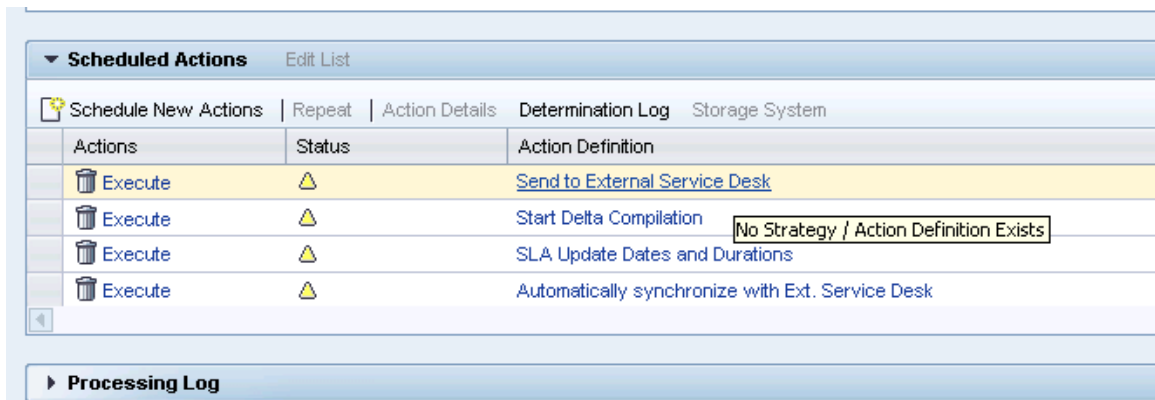 Scheduled Actions Edit List
Schedule New Actions | Repeat | Action Details Determination Log Storage System
Actions Status Action Definition
Execute Send to External Service Desk
Execute Start Delta Compilation
No Strategy / Action Definition Exists
Execute SLA Update Dates and Durations
Execute Automatically synchronize with Ext. Service Desk
Processing Log